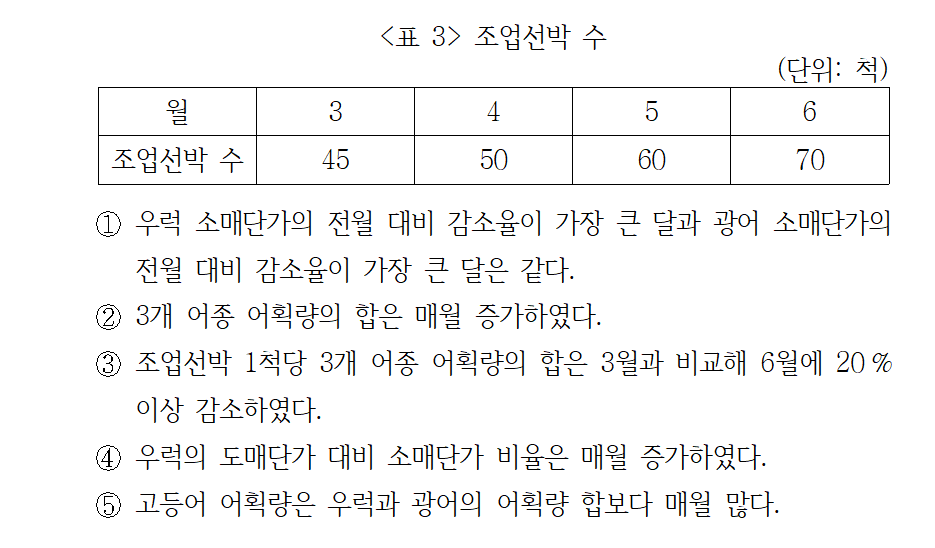 <표 3> 조업선박 수
(단위: 척)
월 3 4 5 6
조업선박 수 45 50 60 70
① 우럭 소매단가의 전월 대비 감소율이 가장 큰 달과 광어 소매단가의
전월 대비 감소율이 가장 큰 달은 같다.
② 3개 어종 어획량의 합은 매월 증가하였다.
③ 조업선박 1척당 3개 어종 어획량의 합은 3월과 비교해 6월에 20%
이상 감소하였다.
④ 우럭의 도매단가 대비 소매단가 비율은 매월 증가하였다.
⑤ 고등어 어획량은 우럭과 광어의 어획량 합보다 매월 많다.